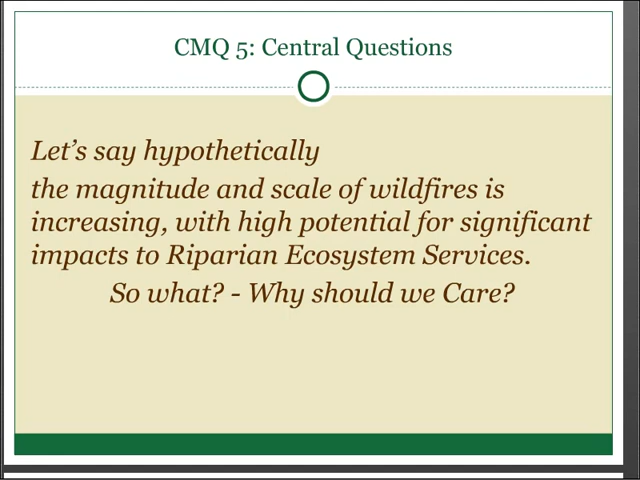 CMQ 5: Central Questions
Let's say hypothetically
the magnitude and scale of wildfires is
increasing, with high potential for significant
impacts to Riparian Ecosystem Services.
So what? - Why should we Care?